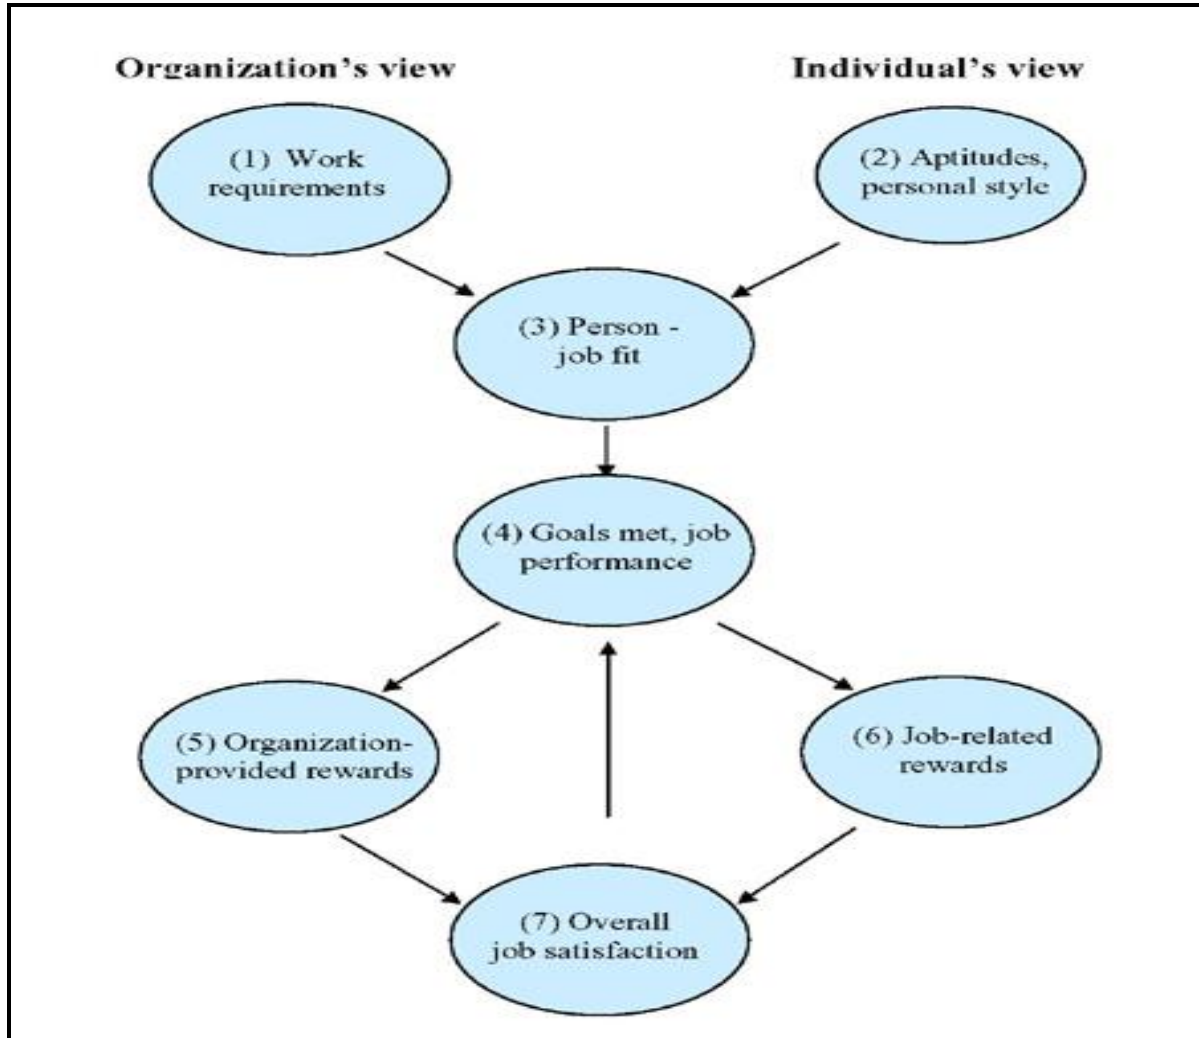 Organization's view
Individual's view
(1) Work
requirements
(2) Aptitudes,
personal style
(3) Person -
job fit
(4) Goals met, job
performance
(5) Organization-
provided rewards
(6) Job-related
rewards
(7) Overall
job satisfaction